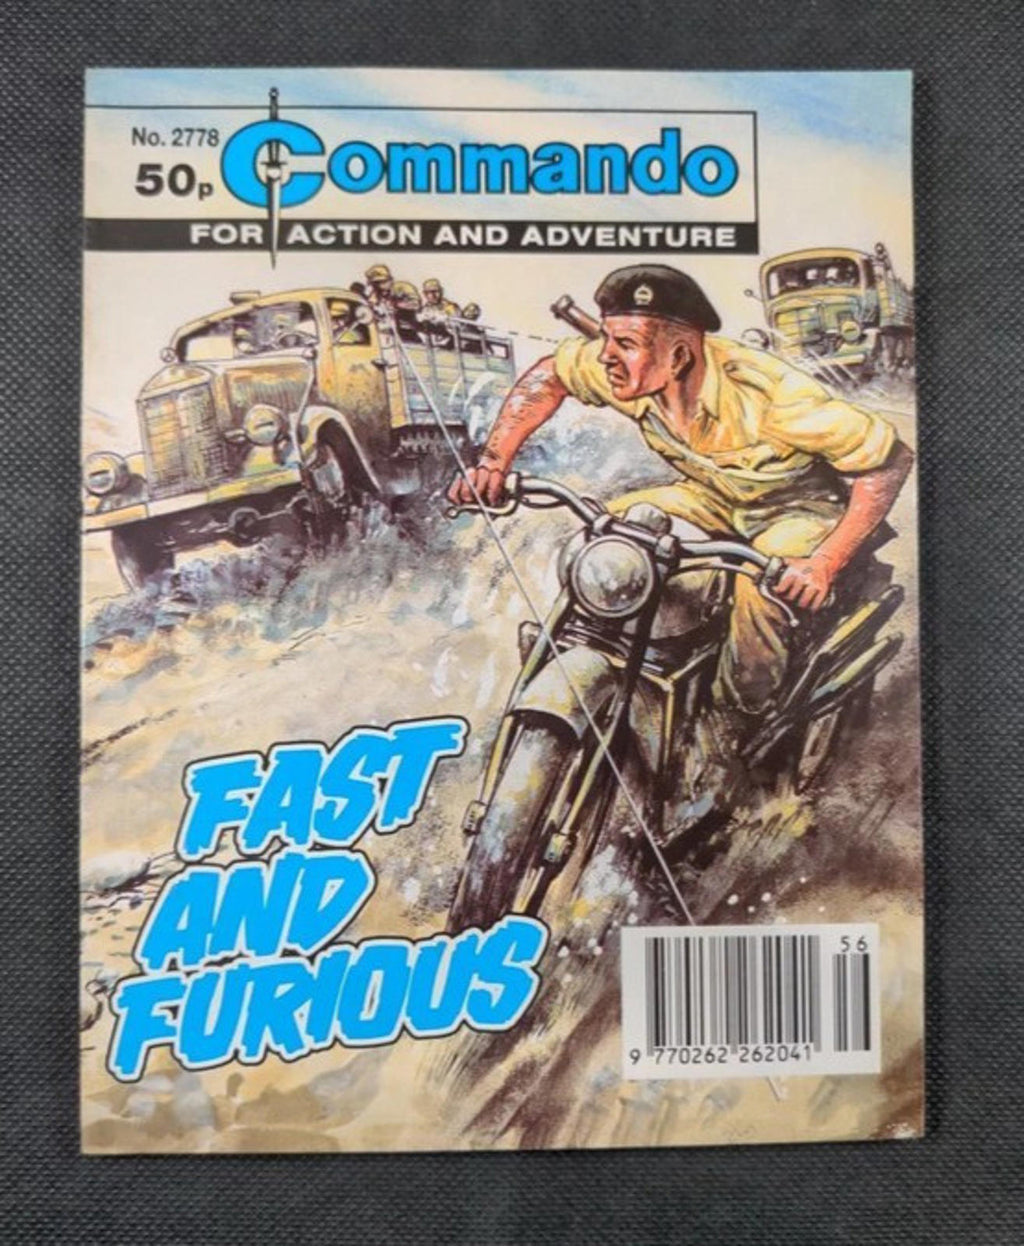 No. 2778
50p
Commando
FOR ACTION AND ADVENTURE
FAST
AND
FURIOUS
56
9 770262 262041